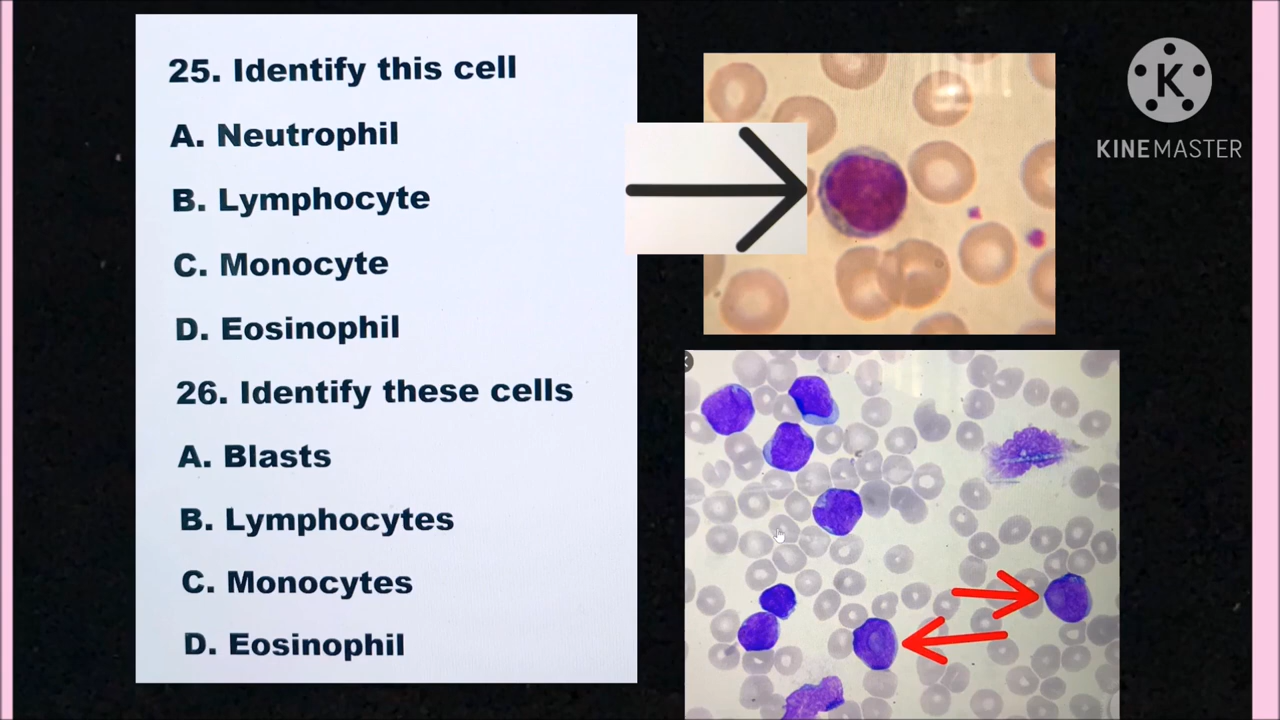 25. Identify this cell
A. Neutrophil
B. Lymphocyte
C. Monocyte
D. Eosinophil
26. Identify these cells
A. Blasts
B. Lymphocytes
C. Monocytes
D. Eosinophil
K
KINEMASTER